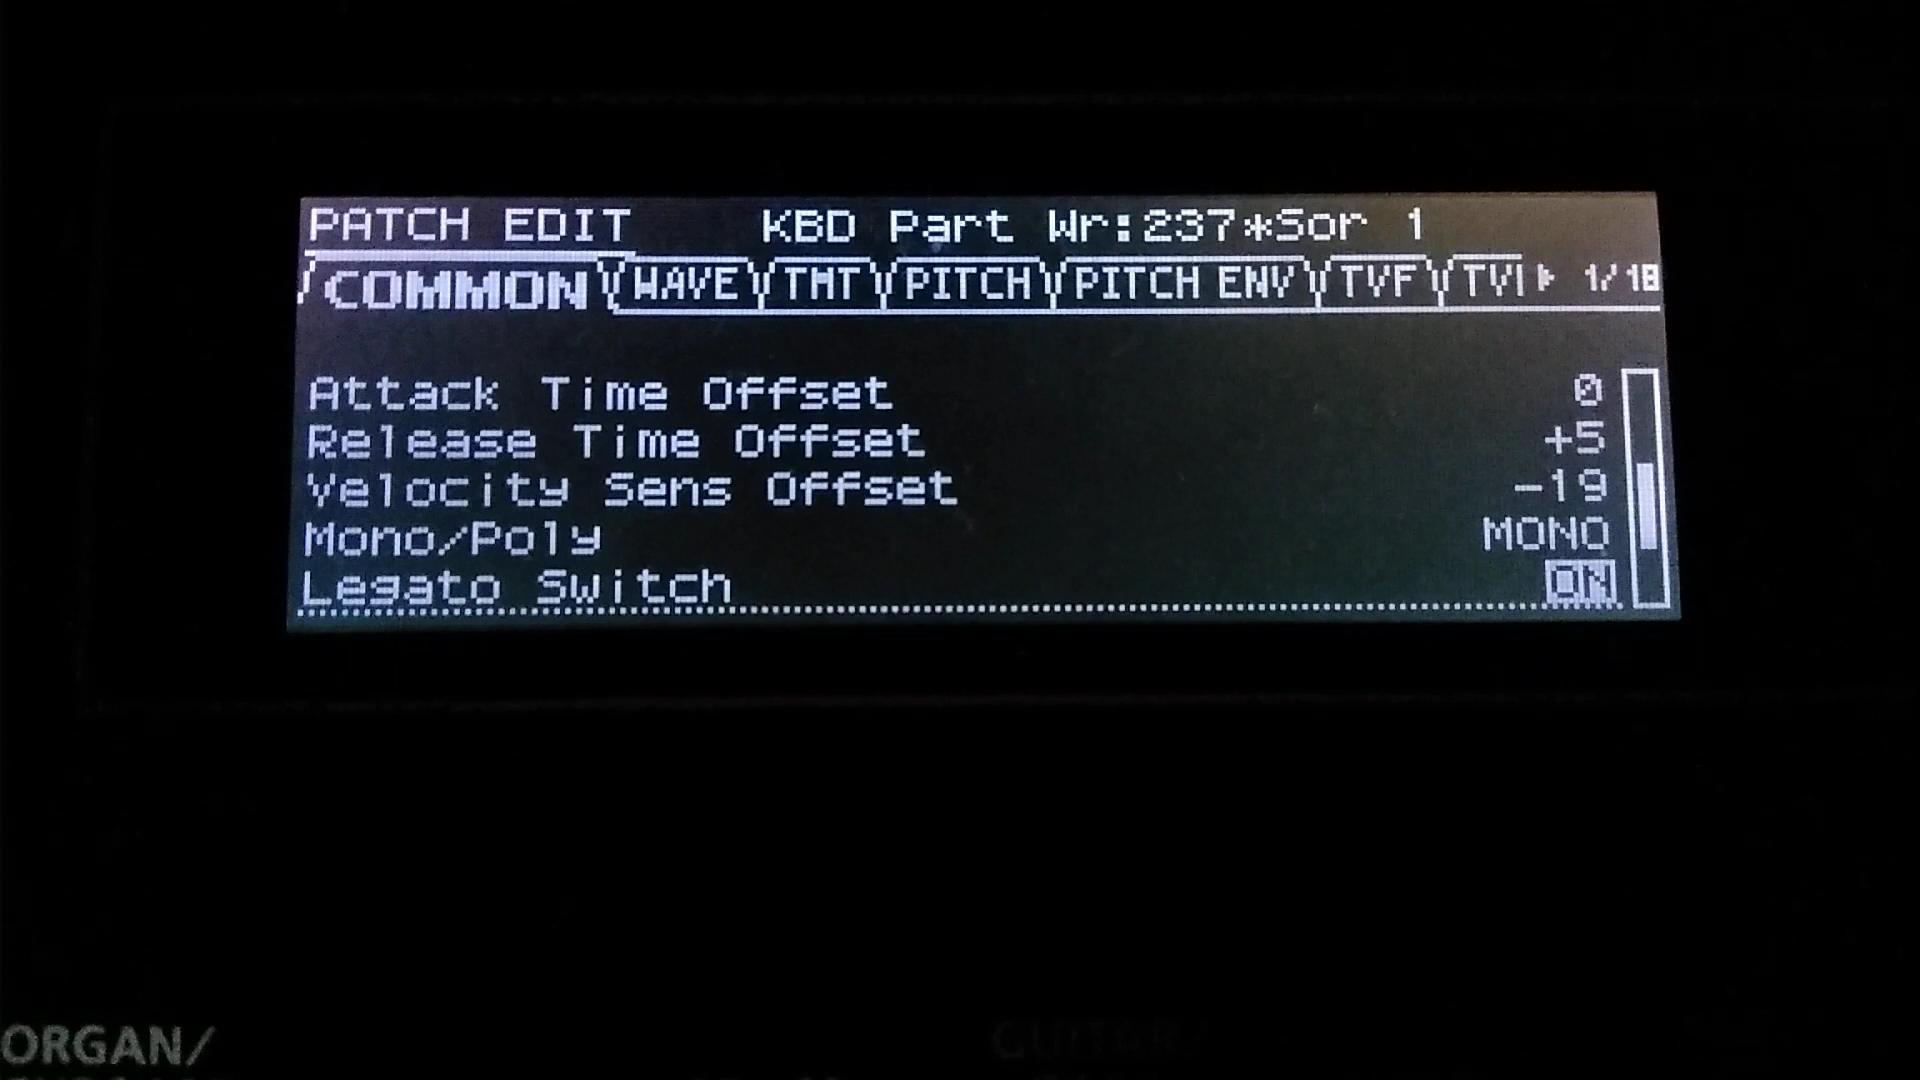 PATCH EDIT KBD Part Wr:237*Sor 1
COMMON WAVE TMT PITCH PITCH ENV TVF 1/18
Attack Time Offset 0
Release Time Offset +5
Velocity Sens Offset -19
Mono/Poly MONO
Legato Switch ON
ORGAN/
GUITAR/